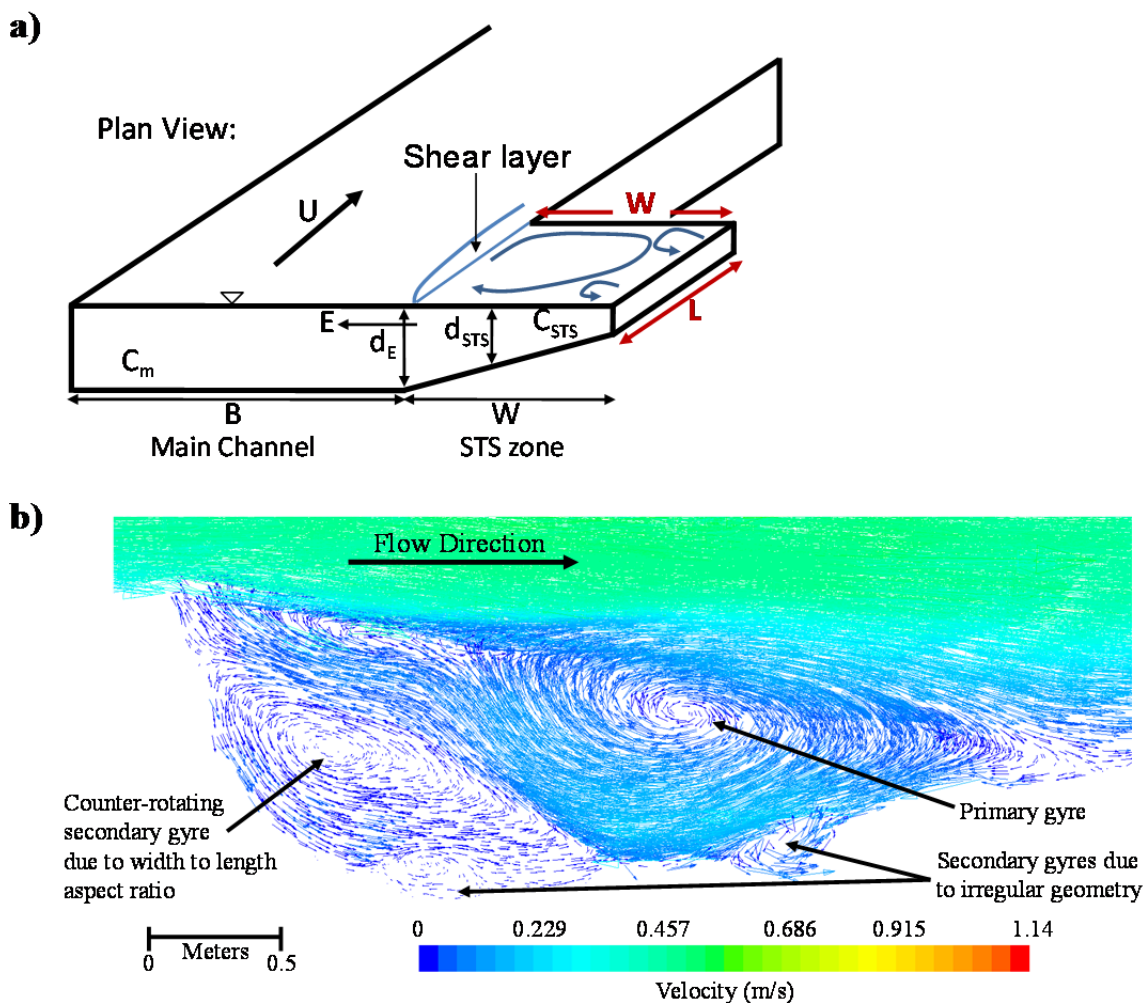 a)
Plan View:
Shear layer
U
W
L
E
d_E
d_STS
C_STS
C_m
B
W
Main Channel
STS zone
b)
Flow Direction
Counter-rotating
secondary gyre
due to width to length
aspect ratio
Primary gyre
Secondary gyres due
to irregular geometry
Meters
0 0.5
0 0.229 0.457 0.686 0.915 1.14
Velocity (m/s)